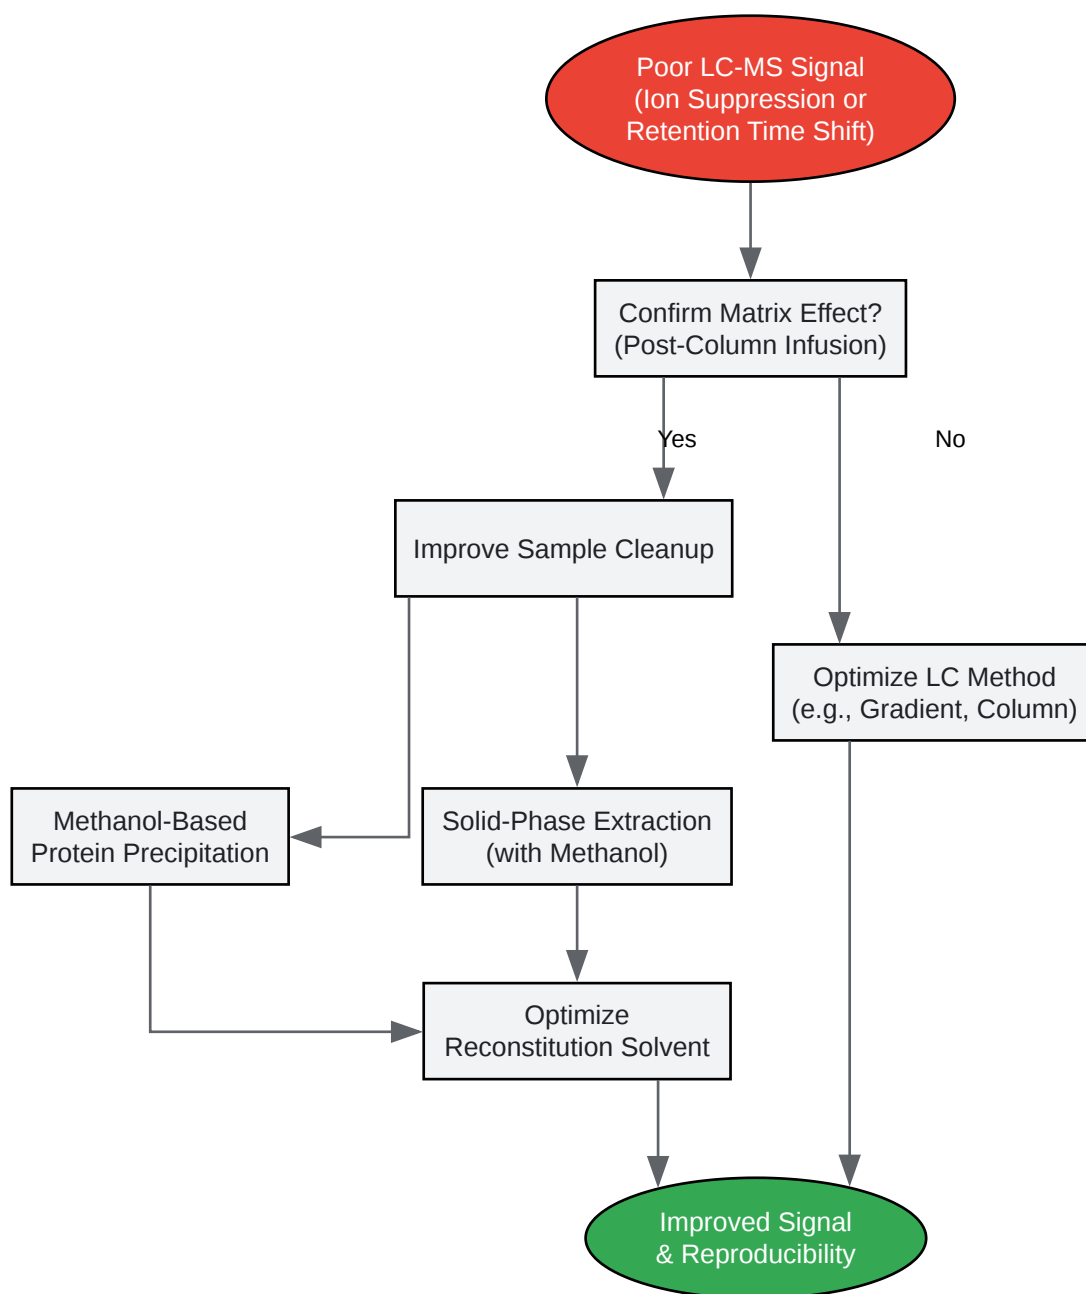 Poor LC-MS Signal
(Ion Suppression or
Retention Time Shift)
Confirm Matrix Effect?
(Post-Column Infusion)
Yes
No
Improve Sample Cleanup
Optimize LC Method
(e.g., Gradient, Column)
Methanol-Based
Protein Precipitation
Solid-Phase Extraction
(with Methanol)
Optimize
Reconstitution Solvent
Improved Signal
& Reproducibility